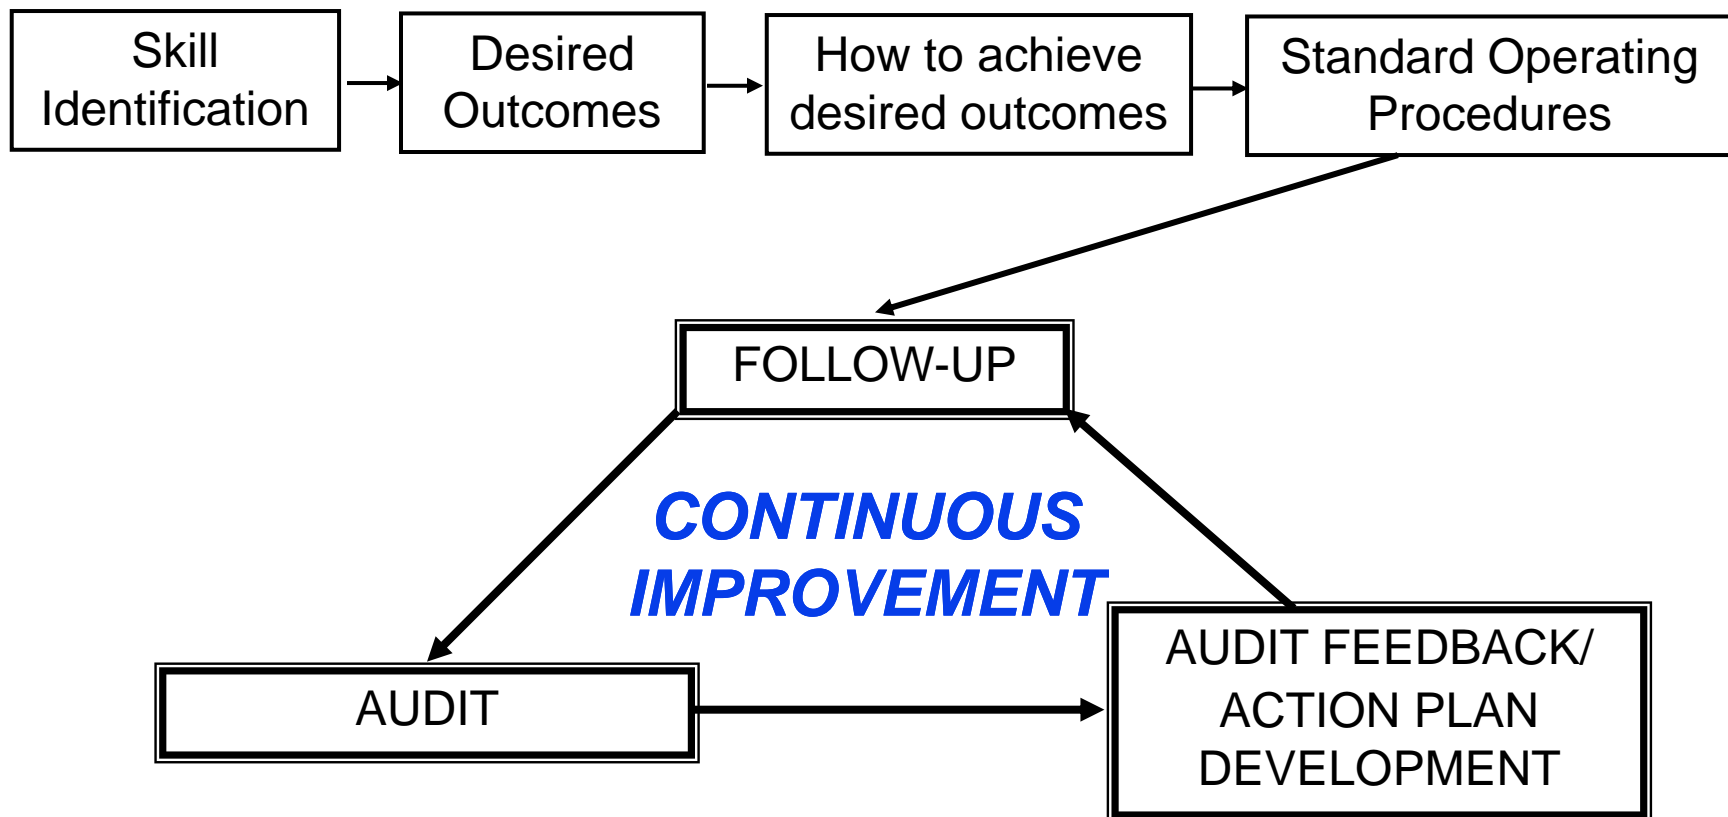 Skill
Identification
Desired
Outcomes
How to achieve
desired outcomes
Standard Operating
Procedures
FOLLOW-UP
CONTINUOUS
IMPROVEMENT
AUDIT
AUDIT FEEDBACK/
ACTION PLAN
DEVELOPMENT